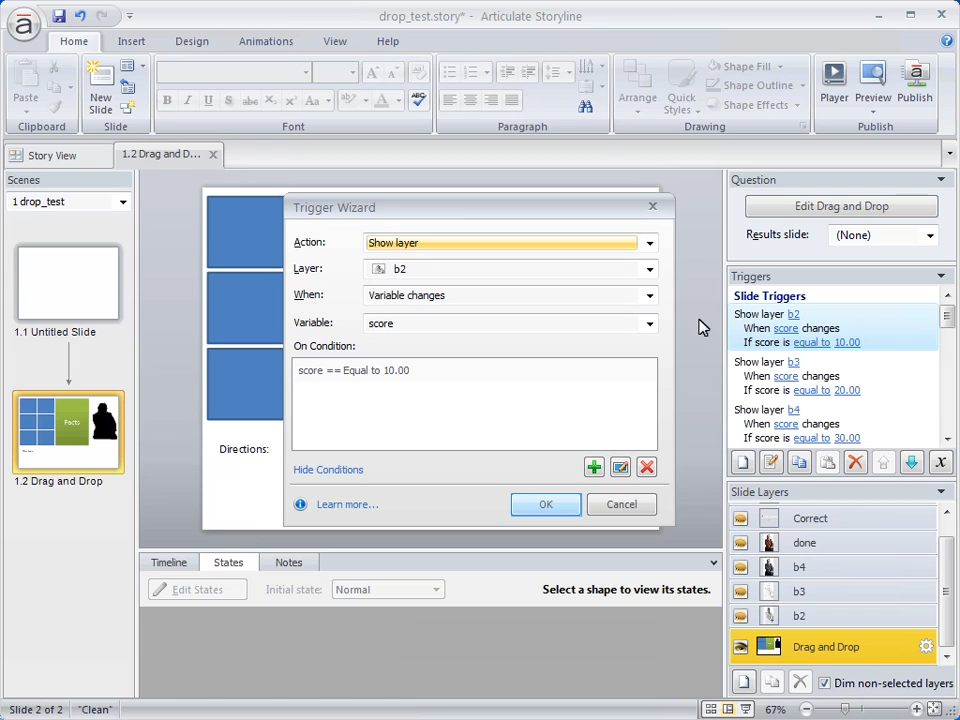 drop_test.story* - Articulate Storyline
Home
Insert
Design
Animations
View
Help
Paste
New
Slide
Arrange
Quick
Styles
Shape Fill
Shape Outline
Shape Effects
Player
Preview
Publish
Clipboard
Slide
Font
Paragraph
Drawing
Publish
Story View
1.2 Drag and D...
Scenes
1 drop_test
1.1 Untitled Slide
Facts
1.2 Drag and Drop
Directions:
Trigger Wizard
Action:
Show layer
Layer:
b2
When:
Variable changes
Variable:
score
On Condition:
score == Equal to 10.00
Hide Conditions
Learn more...
OK
Cancel
Timeline
States
Notes
Edit States
Initial state:
Normal
Select a shape to view its states.
Question
Edit Drag and Drop
Results slide:
(None)
Triggers
Slide Triggers
Show layer b2
When score changes
If score is equal to 10.00
Show layer b3
When score changes
If score is equal to 20.00
Show layer b4
When score changes
If score is equal to 30.00
Slide Layers
Correct
done
b4
b3
b2
Drag and Drop
Dim non-selected layers
Slide 2 of 2
"Clean"
67%